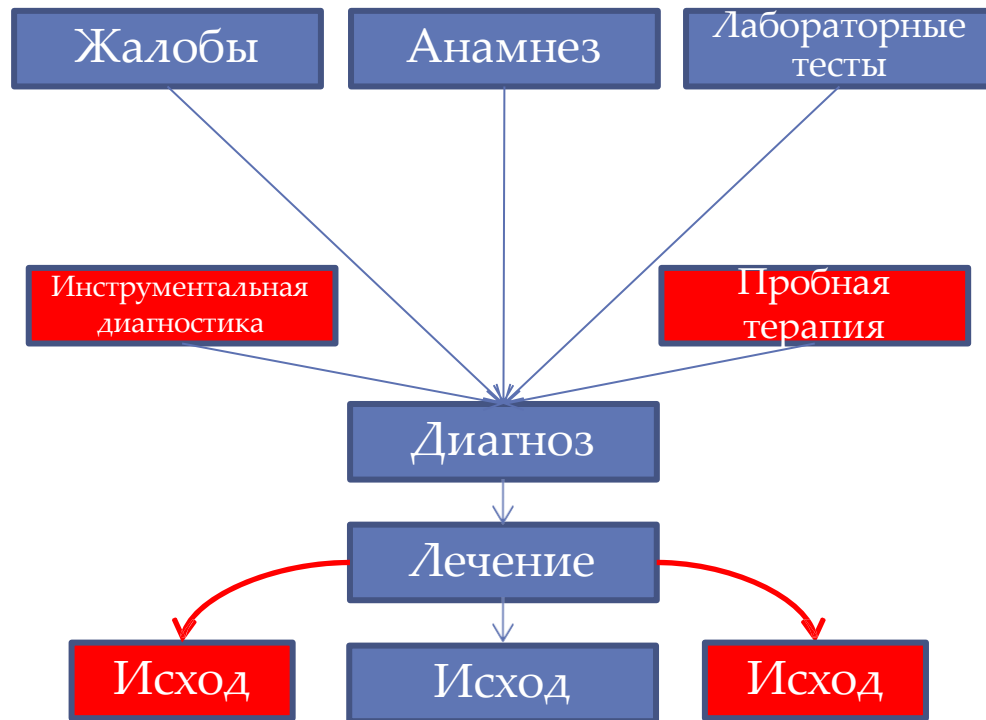 Жалобы
Анамнез
Лабораторные
тесты
Инструментальная
диагностика
Пробная
терапия
Диагноз
Лечение
Исход
Исход
Исход